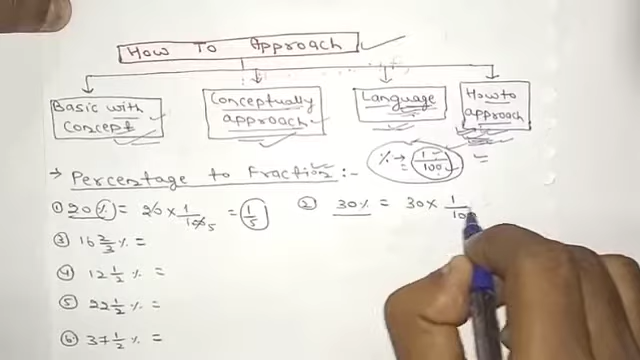 How To Approach
Basic with concept
Conceptually approach
Language
How to approach
% → 1/100
→ Percentage to Fraction :-
① 20% = 20 × 1/100 5 = 1/5
② 30% = 30 × 1/10
③ 16 2/3 % =
④ 12 1/2 % =
⑤ 22 1/2 % =
⑥ 37 1/2 % =